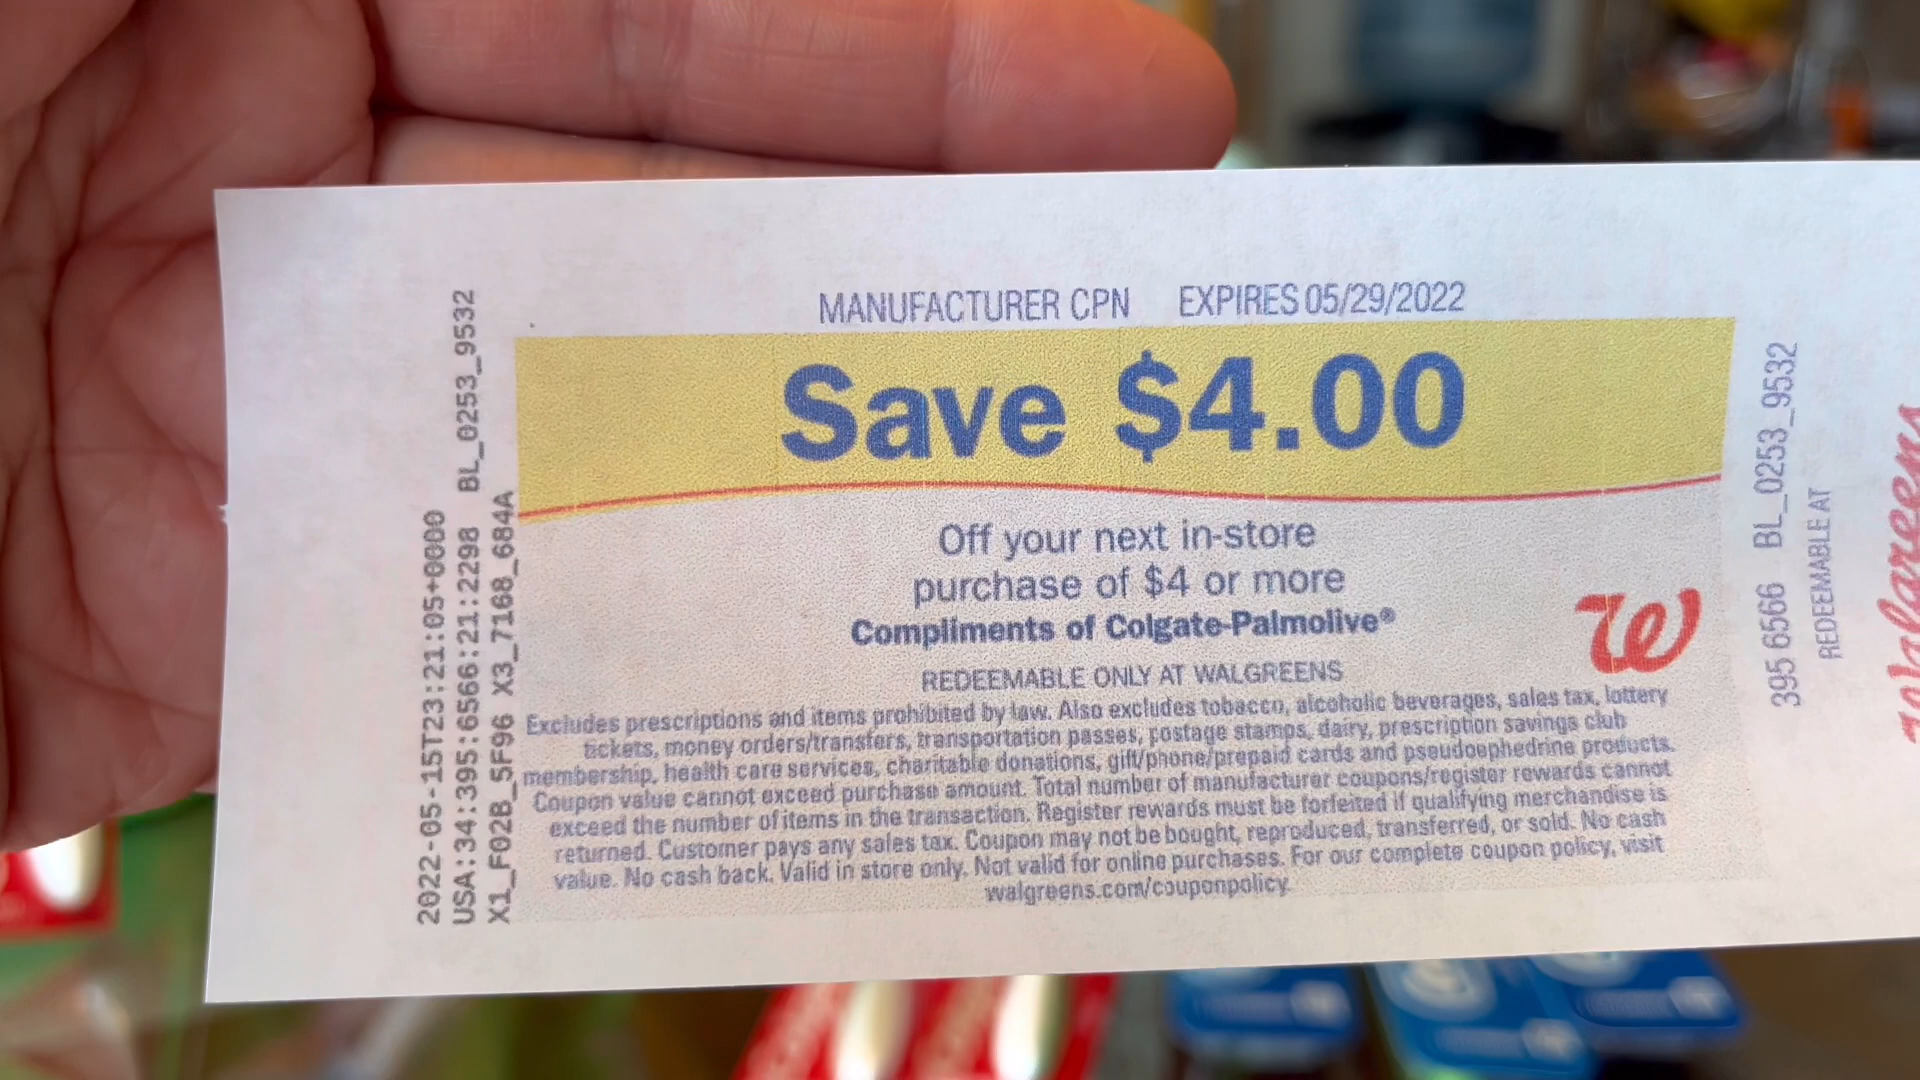 MANUFACTURER CPN EXPIRES 05/29/2022
Save $4.00
Off your next in-store
purchase of $4 or more
Compliments of Colgate-Palmolive®
REDEEMABLE ONLY AT WALGREENS
Excludes prescriptions and items prohibited by law. Also excludes tobacco, alcoholic beverages, sales tax, lottery
tickets, money orders/transfers, transportation passes, postage stamps, dairy, prescription savings club
membership, health care services, charitable donations, gift/phone/prepaid cards and pseudoephedrine products.
Coupon value cannot exceed purchase amount. Total number of manufacturer coupons/register rewards cannot
exceed the number of items in the transaction. Register rewards must be forfeited if qualifying merchandise is
returned. Customer pays any sales tax. Coupon may not be bought, reproduced, transferred, or sold. No cash
value. No cash back. Valid in store only. Not valid for online purchases. For our complete coupon policy, visit
walgreens.com/couponpolicy.
W
2022-05-15T23:21:05+0000
USA:34:395:6566:21:2298 BL_0253_9532
X1_F02B_5F96 X3_7168_684A
395 6566 BL_0253_9532
REDEEMABLE AT
Walgreens